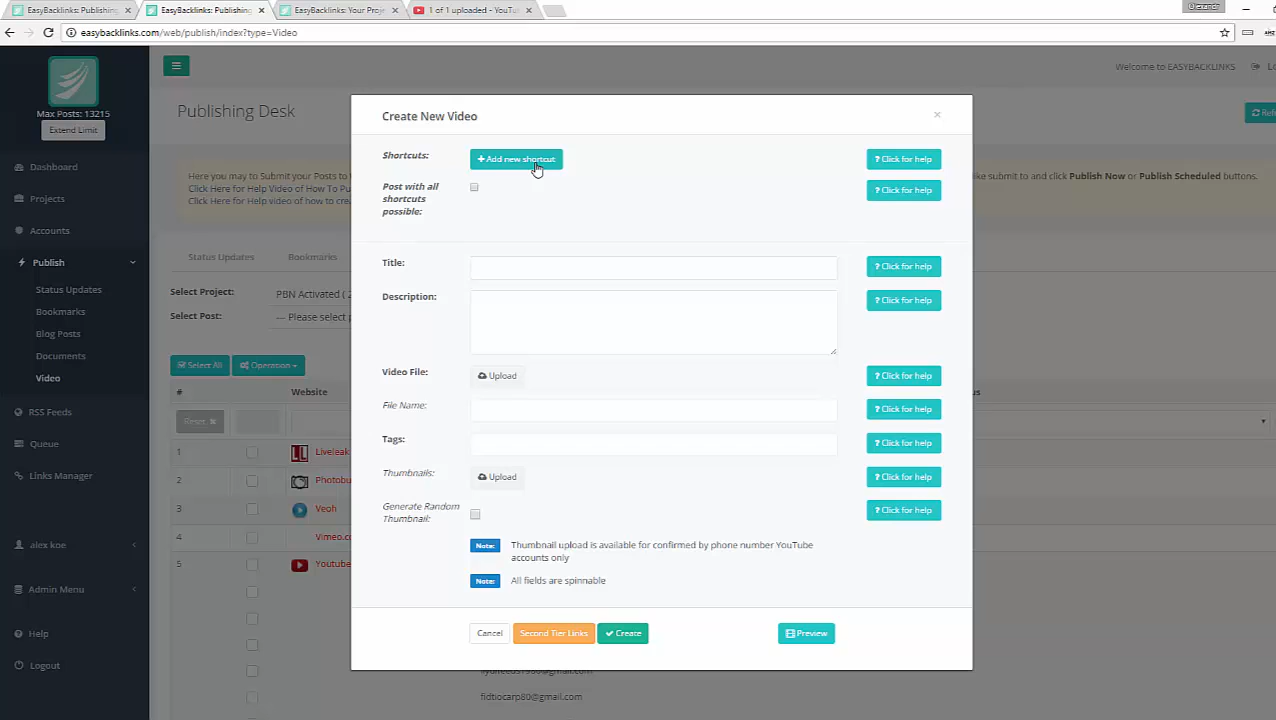 EasyBacklinks: Publishing
EasyBacklinks: Publishing
EasyBacklinks: Your Proj
1 of 1 uploaded - YouTu
easybacklinks.com/web/publish/index?type=Video
Max Posts: 13215
Extend Limit
Welcome to EASYBACKLINKS
Publishing Desk
Create New Video
Dashboard
Projects
Accounts
Publish
Status Updates
Bookmarks
Blog Posts
Documents
Video
RSS Feeds
Queue
Links Manager
alex koe
Admin Menu
Help
Logout
Here you may to Submit your Posts to
Click Here for Help Video of How To Pu
Click Here for Help video of how to cre
like submit to and click Publish Now or Publish Scheduled buttons.
Status Updates
Bookmarks
Select Project:
PBN Activated ( 2
Select Post:
--- Please select p
Select All
Operation
#
Website
us
Reset
1
Liveleak
2
Photobu
3
Veoh
4
Vimeo.co
5
Youtube
Shortcuts:
Add new shortcut
? Click for help
Post with all
shortcuts
possible:
? Click for help
Title:
? Click for help
Description:
? Click for help
Video File:
Upload
? Click for help
File Name:
? Click for help
Tags:
? Click for help
Thumbnails:
Upload
? Click for help
Generate Random
Thumbnail:
? Click for help
Note:
Thumbnail upload is available for confirmed by phone number YouTube
accounts only
Note:
All fields are spinnable
Cancel
Second Tier Links
Create
Preview
fidtiocarp80@gmail.com